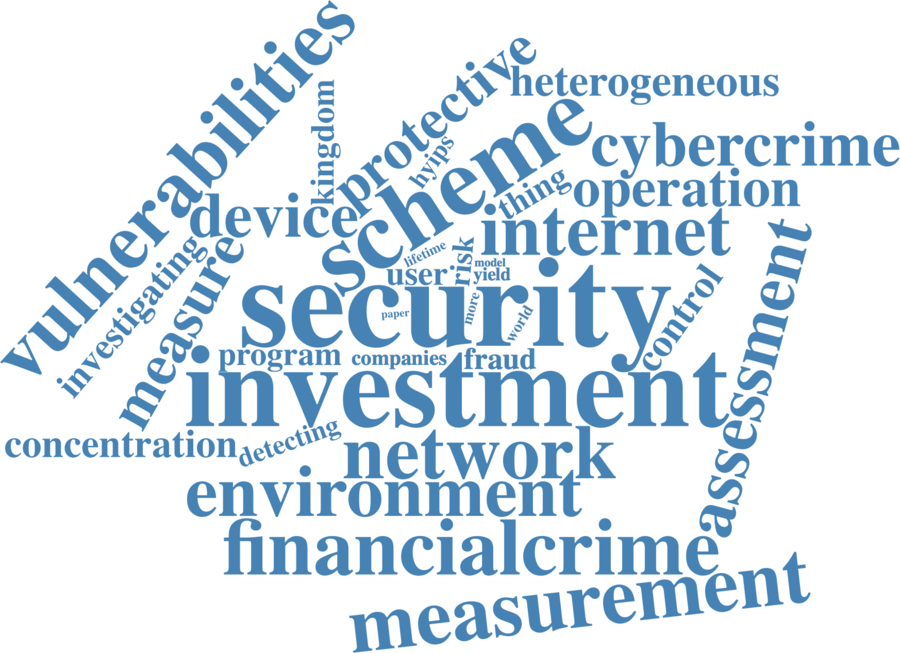 vulnerabilities
kingdom
protective
heterogeneous
hyips
scheme
cybercrime
thing
operation
device
internet
investigating
measure
lifetime
risk
model
user
yield
security
paper
more
world
control
assessment
program
companies
fraud
investment
concentration
detecting
network
environment
financialcrime
measurement